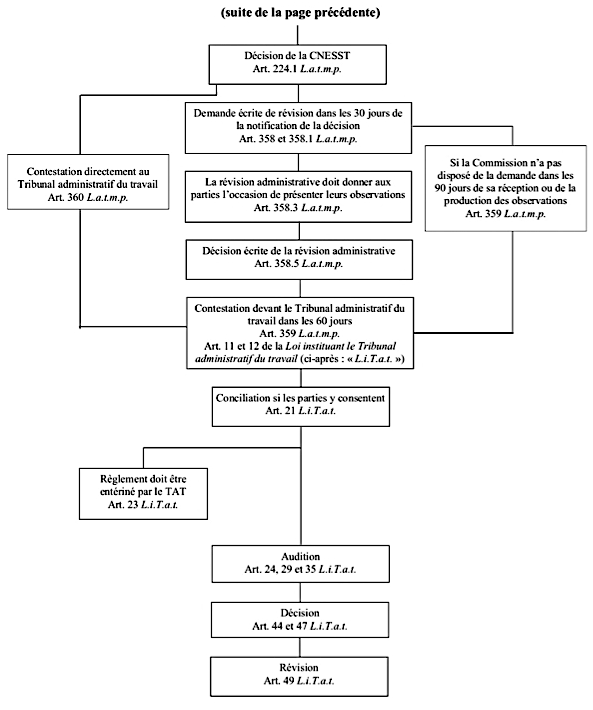 (suite de la page précédente)
Décision de la CNESST
Art. 224.1 L.a.t.m.p.
Demande écrite de révision dans les 30 jours de
la notification de la décision
Art. 358 et 358.1 L.a.t.m.p.
Contestation directement au
Tribunal administratif du travail
Art. 360 L.a.t.m.p.
Si la Commission n'a pas
disposé de la demande dans les
90 jours de sa réception ou de la
production des observations
Art. 359 L.a.t.m.p.
La révision administrative doit donner aux
parties l'occasion de présenter leurs observations
Art. 358.3 L.a.t.m.p.
Décision écrite de la révision administrative
Art. 358.5 L.a.t.m.p.
Contestation devant le Tribunal administratif du
travail dans les 60 jours
Art. 359 L.a.t.m.p.
Art. 11 et 12 de la Loi instituant le Tribunal
administratif du travail (ci-après : « L.i.T.a.t. »)
Conciliation si les parties y consentent
Art. 21 L.i.T.a.t.
Règlement doit être
entériné par le TAT
Art. 23 L.i.T.a.t.
Audition
Art. 24, 29 et 35 L.i.T.a.t.
Décision
Art. 44 et 47 L.i.T.a.t.
Révision
Art. 49 L.i.T.a.t.